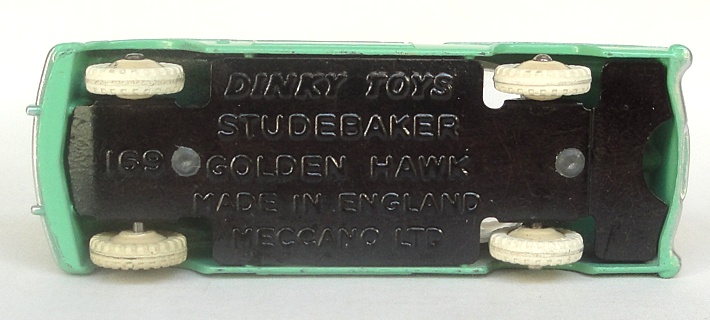 DINKY TOYS
STUDEBAKER
169
GOLDEN HAWK
MADE IN ENGLAND
MECCANO LTD